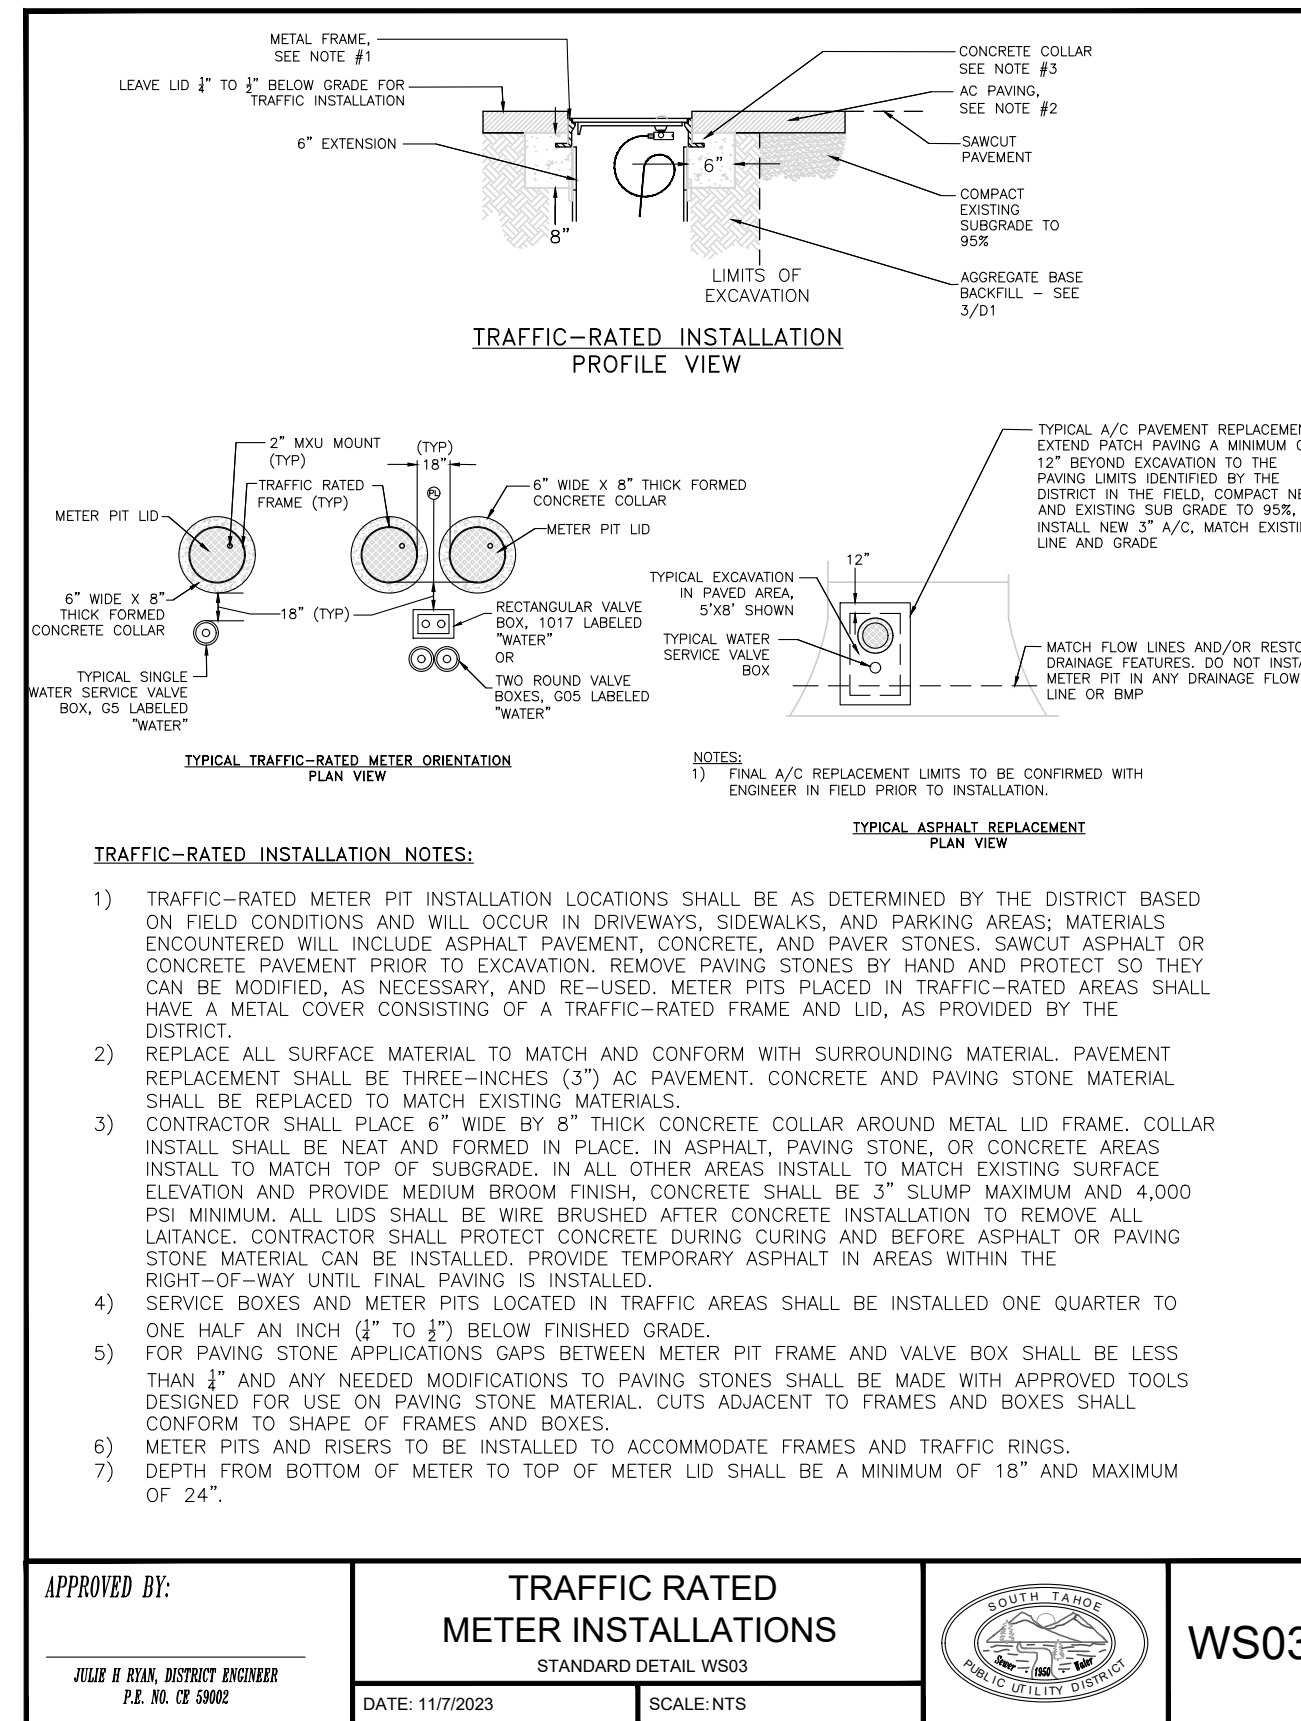 METAL FRAME,
SEE NOTE #1
LEAVE LID 1/4" TO 1/2" BELOW GRADE FOR
TRAFFIC INSTALLATION
6" EXTENSION
8"
6"
CONCRETE COLLAR
SEE NOTE #3
AC PAVING,
SEE NOTE #2
SAWCUT
PAVEMENT
COMPACT
EXISTING
SUBGRADE TO
95%
AGGREGATE BASE
BACKFILL – SEE
3/D1
LIMITS OF
EXCAVATION
TRAFFIC–RATED INSTALLATION
PROFILE VIEW
2" MXU MOUNT
(TYP)
TRAFFIC RATED
FRAME (TYP)
METER PIT LID
6" WIDE X 8"
THICK FORMED
CONCRETE COLLAR
18" (TYP)
TYPICAL SINGLE
WATER SERVICE VALVE
BOX, G5 LABELED
"WATER"
(TYP)
18"
PL
6" WIDE X 8" THICK FORMED
CONCRETE COLLAR
METER PIT LID
RECTANGULAR VALVE
BOX, 1017 LABELED
"WATER"
OR
TWO ROUND VALVE
BOXES, G05 LABELED
"WATER"
TYPICAL TRAFFIC–RATED METER ORIENTATION
PLAN VIEW
TYPICAL A/C PAVEMENT
EXTEND PATCH PAVING A MINIMUM
12" BEYOND EXCAVATION TO THE
PAVING LIMITS IDENTIFIED BY THE
DISTRICT IN THE FIELD, COMPACT
AND EXISTING SUB GRADE TO 95%,
INSTALL NEW 3" A/C, MATCH
LINE AND GRADE
12"
TYPICAL EXCAVATION
IN PAVED AREA,
5'X8' SHOWN
TYPICAL WATER
SERVICE VALVE
BOX
MATCH FLOW LINES AND/OR
DRAINAGE FEATURES. DO NOT
METER PIT IN ANY DRAINAGE FLOW
LINE OR BMP
NOTES:
1) FINAL A/C REPLACEMENT LIMITS TO BE CONFIRMED WITH
ENGINEER IN FIELD PRIOR TO INSTALLATION.
TYPICAL ASPHALT REPLACEMENT
PLAN VIEW
TRAFFIC–RATED INSTALLATION NOTES:
1) TRAFFIC–RATED METER PIT INSTALLATION LOCATIONS SHALL BE AS DETERMINED BY THE DISTRICT BASED
ON FIELD CONDITIONS AND WILL OCCUR IN DRIVEWAYS, SIDEWALKS, AND PARKING AREAS; MATERIALS
ENCOUNTERED WILL INCLUDE ASPHALT PAVEMENT, CONCRETE, AND PAVER STONES. SAWCUT ASPHALT OR
CONCRETE PAVEMENT PRIOR TO EXCAVATION. REMOVE PAVING STONES BY HAND AND PROTECT SO THEY
CAN BE MODIFIED, AS NECESSARY, AND RE–USED. METER PITS PLACED IN TRAFFIC–RATED AREAS SHALL
HAVE A METAL COVER CONSISTING OF A TRAFFIC–RATED FRAME AND LID, AS PROVIDED BY THE
DISTRICT.
2) REPLACE ALL SURFACE MATERIAL TO MATCH AND CONFORM WITH SURROUNDING MATERIAL. PAVEMENT
REPLACEMENT SHALL BE THREE–INCHES (3") AC PAVEMENT. CONCRETE AND PAVING STONE MATERIAL
SHALL BE REPLACED TO MATCH EXISTING MATERIALS.
3) CONTRACTOR SHALL PLACE 6" WIDE BY 8" THICK CONCRETE COLLAR AROUND METAL LID FRAME. COLLAR
INSTALL SHALL BE NEAT AND FORMED IN PLACE. IN ASPHALT, PAVING STONE, OR CONCRETE AREAS
INSTALL TO MATCH TOP OF SUBGRADE. IN ALL OTHER AREAS INSTALL TO MATCH EXISTING SURFACE
ELEVATION AND PROVIDE MEDIUM BROOM FINISH, CONCRETE SHALL BE 3" SLUMP MAXIMUM AND 4,000
PSI MINIMUM. ALL LIDS SHALL BE WIRE BRUSHED AFTER CONCRETE INSTALLATION TO REMOVE ALL
LAITANCE. CONTRACTOR SHALL PROTECT CONCRETE DURING CURING AND BEFORE ASPHALT OR PAVING
STONE MATERIAL CAN BE INSTALLED. PROVIDE TEMPORARY ASPHALT IN AREAS WITHIN THE
RIGHT–OF–WAY UNTIL FINAL PAVING IS INSTALLED.
4) SERVICE BOXES AND METER PITS LOCATED IN TRAFFIC AREAS SHALL BE INSTALLED ONE QUARTER TO
ONE HALF AN INCH (1/4" TO 1/2") BELOW FINISHED GRADE.
5) FOR PAVING STONE APPLICATIONS GAPS BETWEEN METER PIT FRAME AND VALVE BOX SHALL BE LESS
THAN 1/4" AND ANY NEEDED MODIFICATIONS TO PAVING STONES SHALL BE MADE WITH APPROVED TOOLS
DESIGNED FOR USE ON PAVING STONE MATERIAL. CUTS ADJACENT TO FRAMES AND BOXES SHALL
CONFORM TO SHAPE OF FRAMES AND BOXES.
6) METER PITS AND RISERS TO BE INSTALLED TO ACCOMMODATE FRAMES AND TRAFFIC RINGS.
7) DEPTH FROM BOTTOM OF METER TO TOP OF METER LID SHALL BE A MINIMUM OF 18" AND MAXIMUM
OF 24".
APPROVED BY:
JULIE H RYAN, DISTRICT ENGINEER
P.E. NO. CE 59002
TRAFFIC RATED
METER INSTALLATIONS
STANDARD DETAIL WS03
DATE: 11/7/2023
SCALE: NTS
SOUTH TAHOE
Sewer – 1950 – Water
PUBLIC UTILITY DISTRICT
WS03